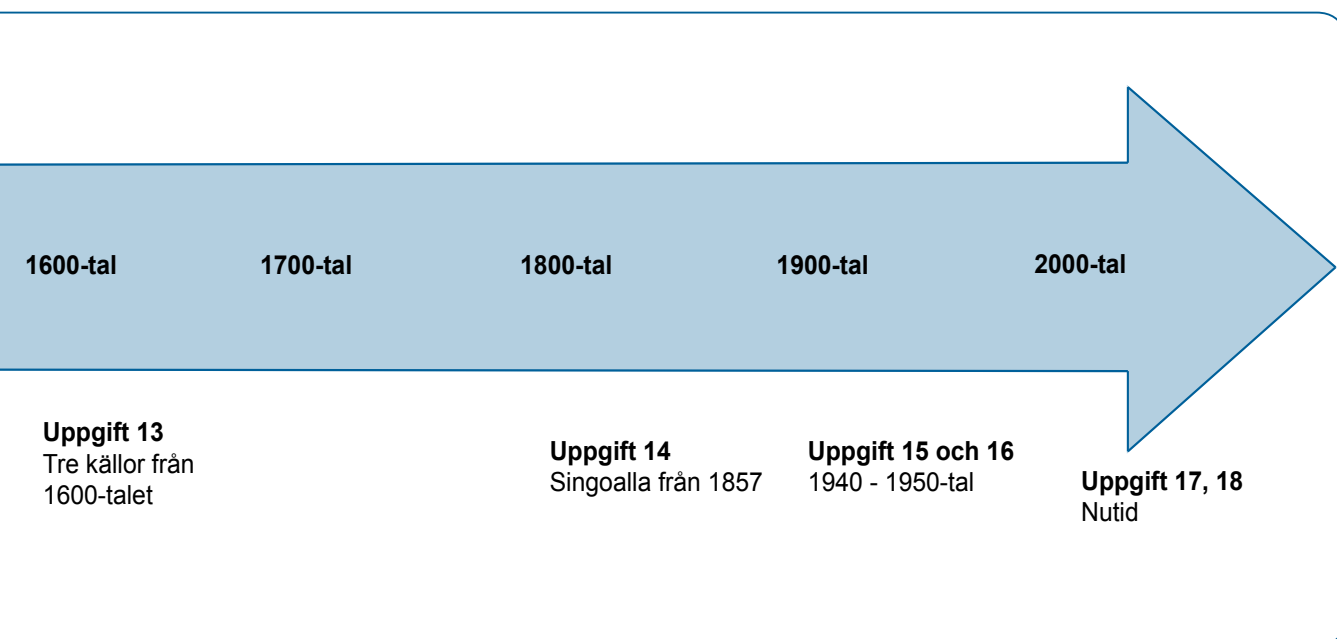 1600-tal
1700-tal
1800-tal
1900-tal
2000-tal
Uppgift 13
Tre källor från
1600-talet
Uppgift 14
Singoalla från 1857
Uppgift 15 och 16
1940 - 1950-tal
Uppgift 17, 18
Nutid